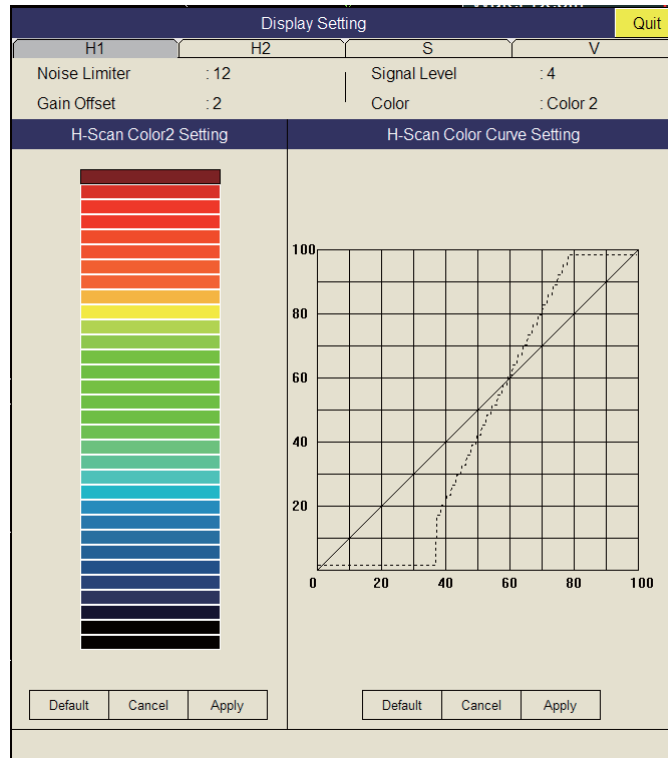 Display Setting
Quit
H1 H2 S V
Noise Limiter : 12 Signal Level : 4
Gain Offset : 2 Color : Color 2
H-Scan Color2 Setting H-Scan Color Curve Setting
100
80
60
40
20
0 20 40 60 80 100
Default Cancel Apply Default Cancel Apply